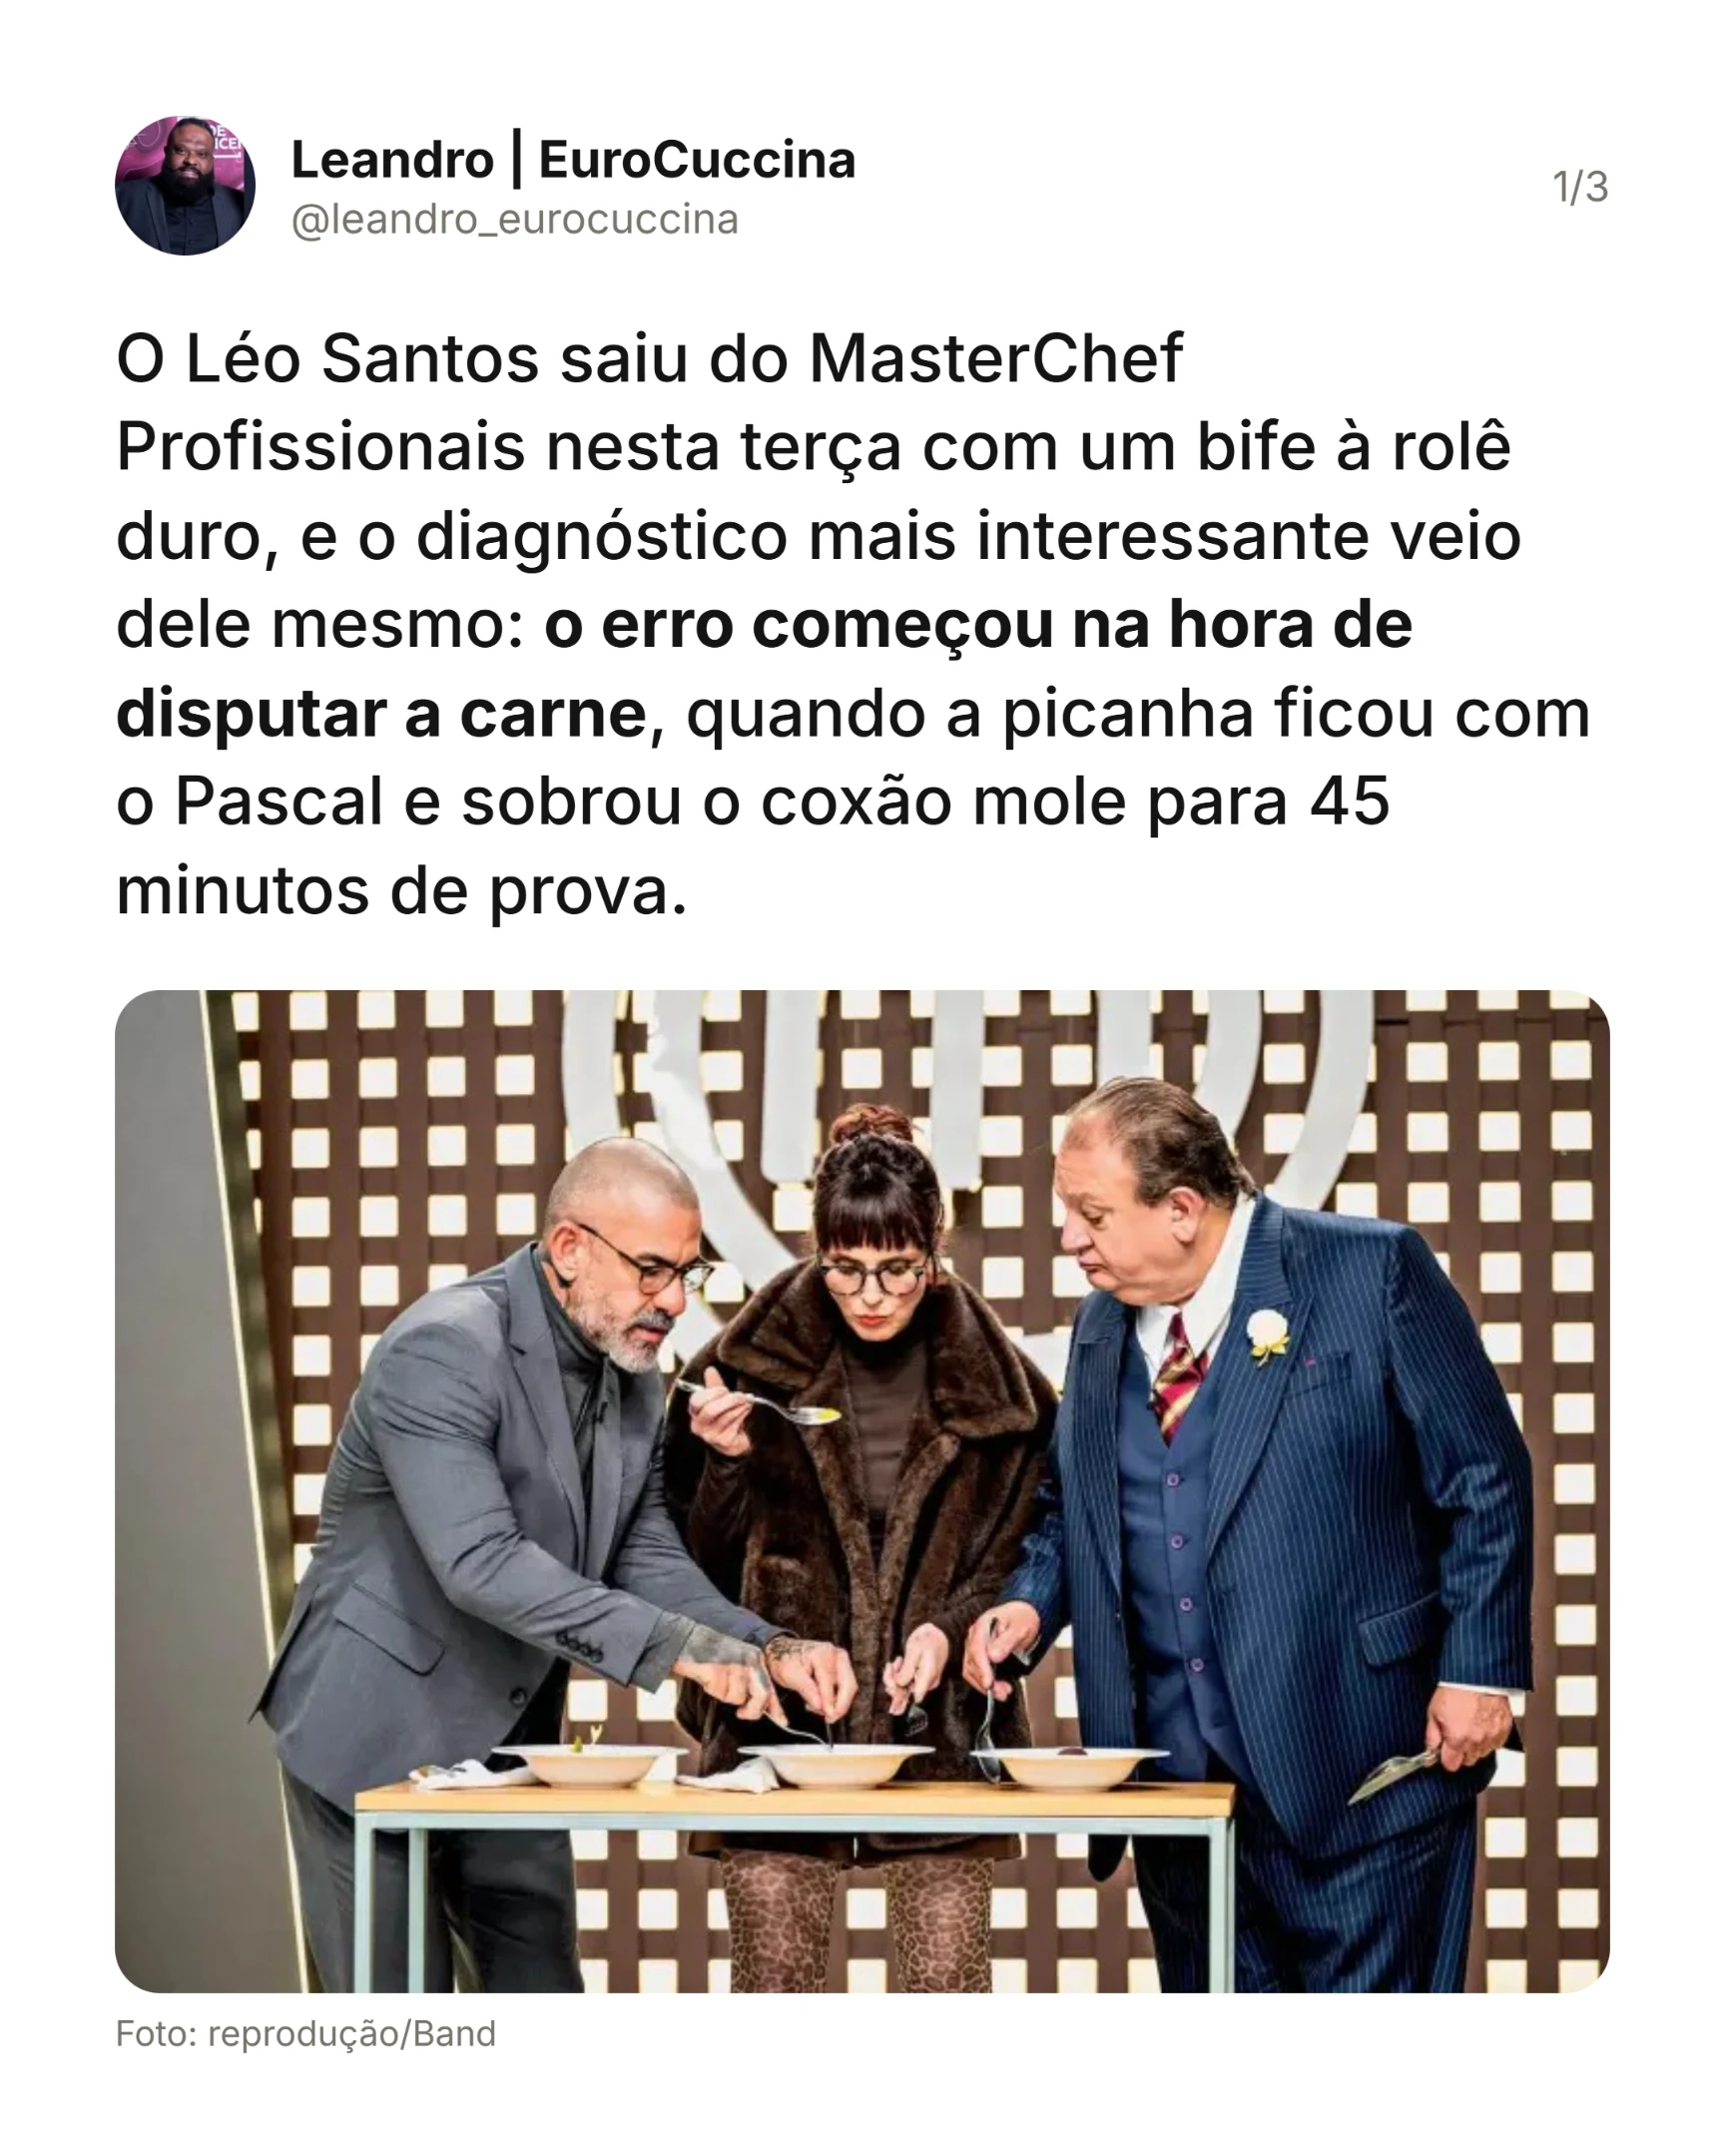 Leandro | EuroCuccina
@leandro_eurocuccina
1/3
O Léo Santos saiu do MasterChef
Profissionais nesta terça com um bife à rolê
duro, e o diagnóstico mais interessante veio
dele mesmo: o erro começou na hora de
disputar a carne, quando a picanha ficou com
o Pascal e sobrou o coxão mole para 45
minutos de prova.
Foto: reprodução/Band